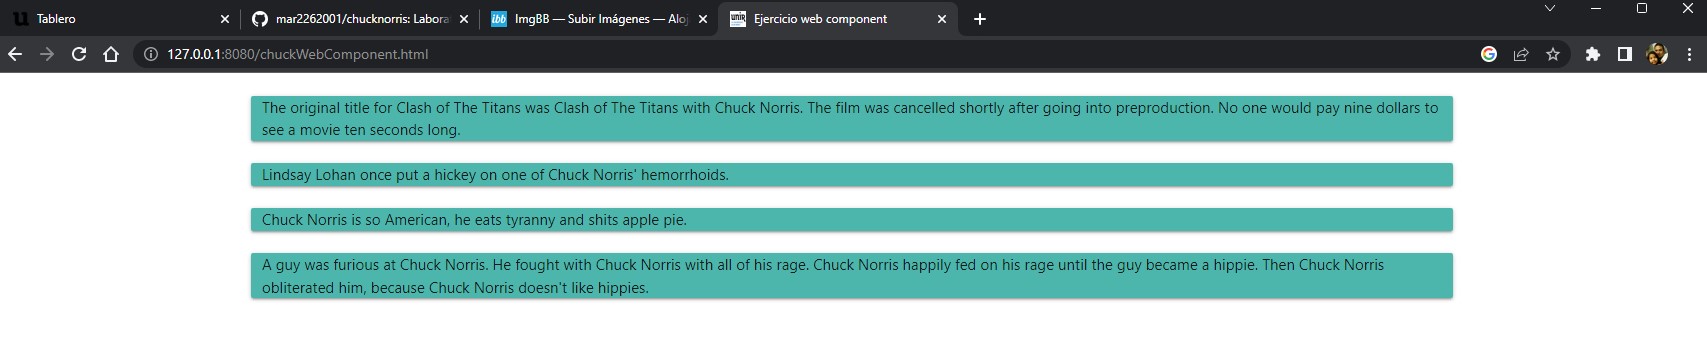 Tablero
mar2262001/chucknorris: Labora
ibb ImgBB — Subir Imágenes — Aloj
unir Ejercicio web component
127.0.0.1:8080/chuckWebComponent.html
The original title for Clash of The Titans was Clash of The Titans with Chuck Norris. The film was cancelled shortly after going into preproduction. No one would pay nine dollars to
see a movie ten seconds long.
Lindsay Lohan once put a hickey on one of Chuck Norris' hemorrhoids.
Chuck Norris is so American, he eats tyranny and shits apple pie.
A guy was furious at Chuck Norris. He fought with Chuck Norris with all of his rage. Chuck Norris happily fed on his rage until the guy became a hippie. Then Chuck Norris
obliterated him, because Chuck Norris doesn't like hippies.